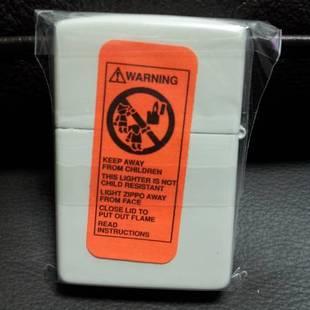 WARNING
KEEP AWAY
FROM CHILDREN
THIS LIGHTER IS NOT
CHILD RESISTANT
LIGHT ZIPPO AWAY
FROM FACE
CLOSE LID TO
PUT OUT FLAME
READ
INSTRUCTIONS